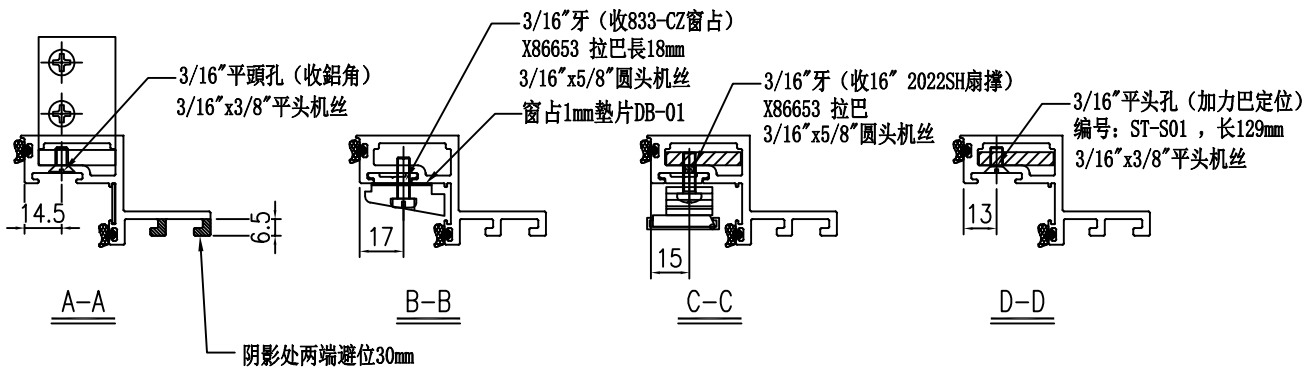 3/16"平頭孔（收鋁角）
3/16"x3/8"平头机丝
14.5
6.5
A-A
阴影处两端避位30mm
3/16"牙（收833-CZ窗占）
X86653 拉巴長18mm
3/16"x5/8"圆头机丝
窗占1mm墊片DB-01
17
B-B
3/16"牙（收16" 2022SH扇撑）
X86653 拉巴
3/16"x5/8"圆头机丝
15
C-C
3/16"平头孔（加力巴定位）
编号: ST-S01 ，长129mm
3/16"x3/8"平头机丝
13
D-D